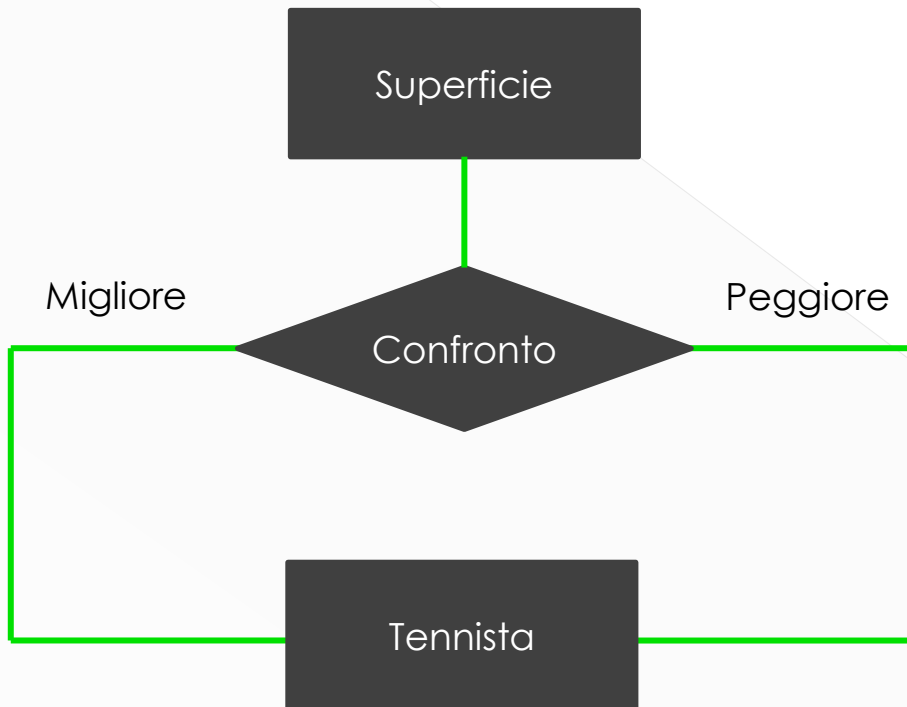 Superficie
Migliore
Peggiore
Confronto
Tennista